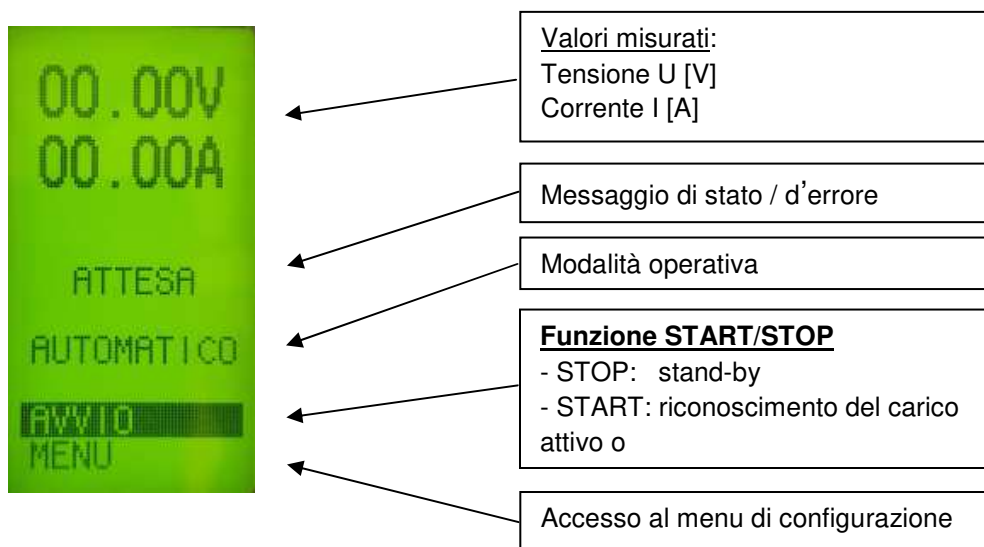 00.00V
00.00A
ATTESA
AUTOMATICO
AVVIO
MENU
Valori misurati:
Tensione U [V]
Corrente I [A]
Messaggio di stato / d’errore
Modalità operativa
Funzione START/STOP
- STOP: stand-by
- START: riconoscimento del carico
attivo o
Accesso al menu di configurazione